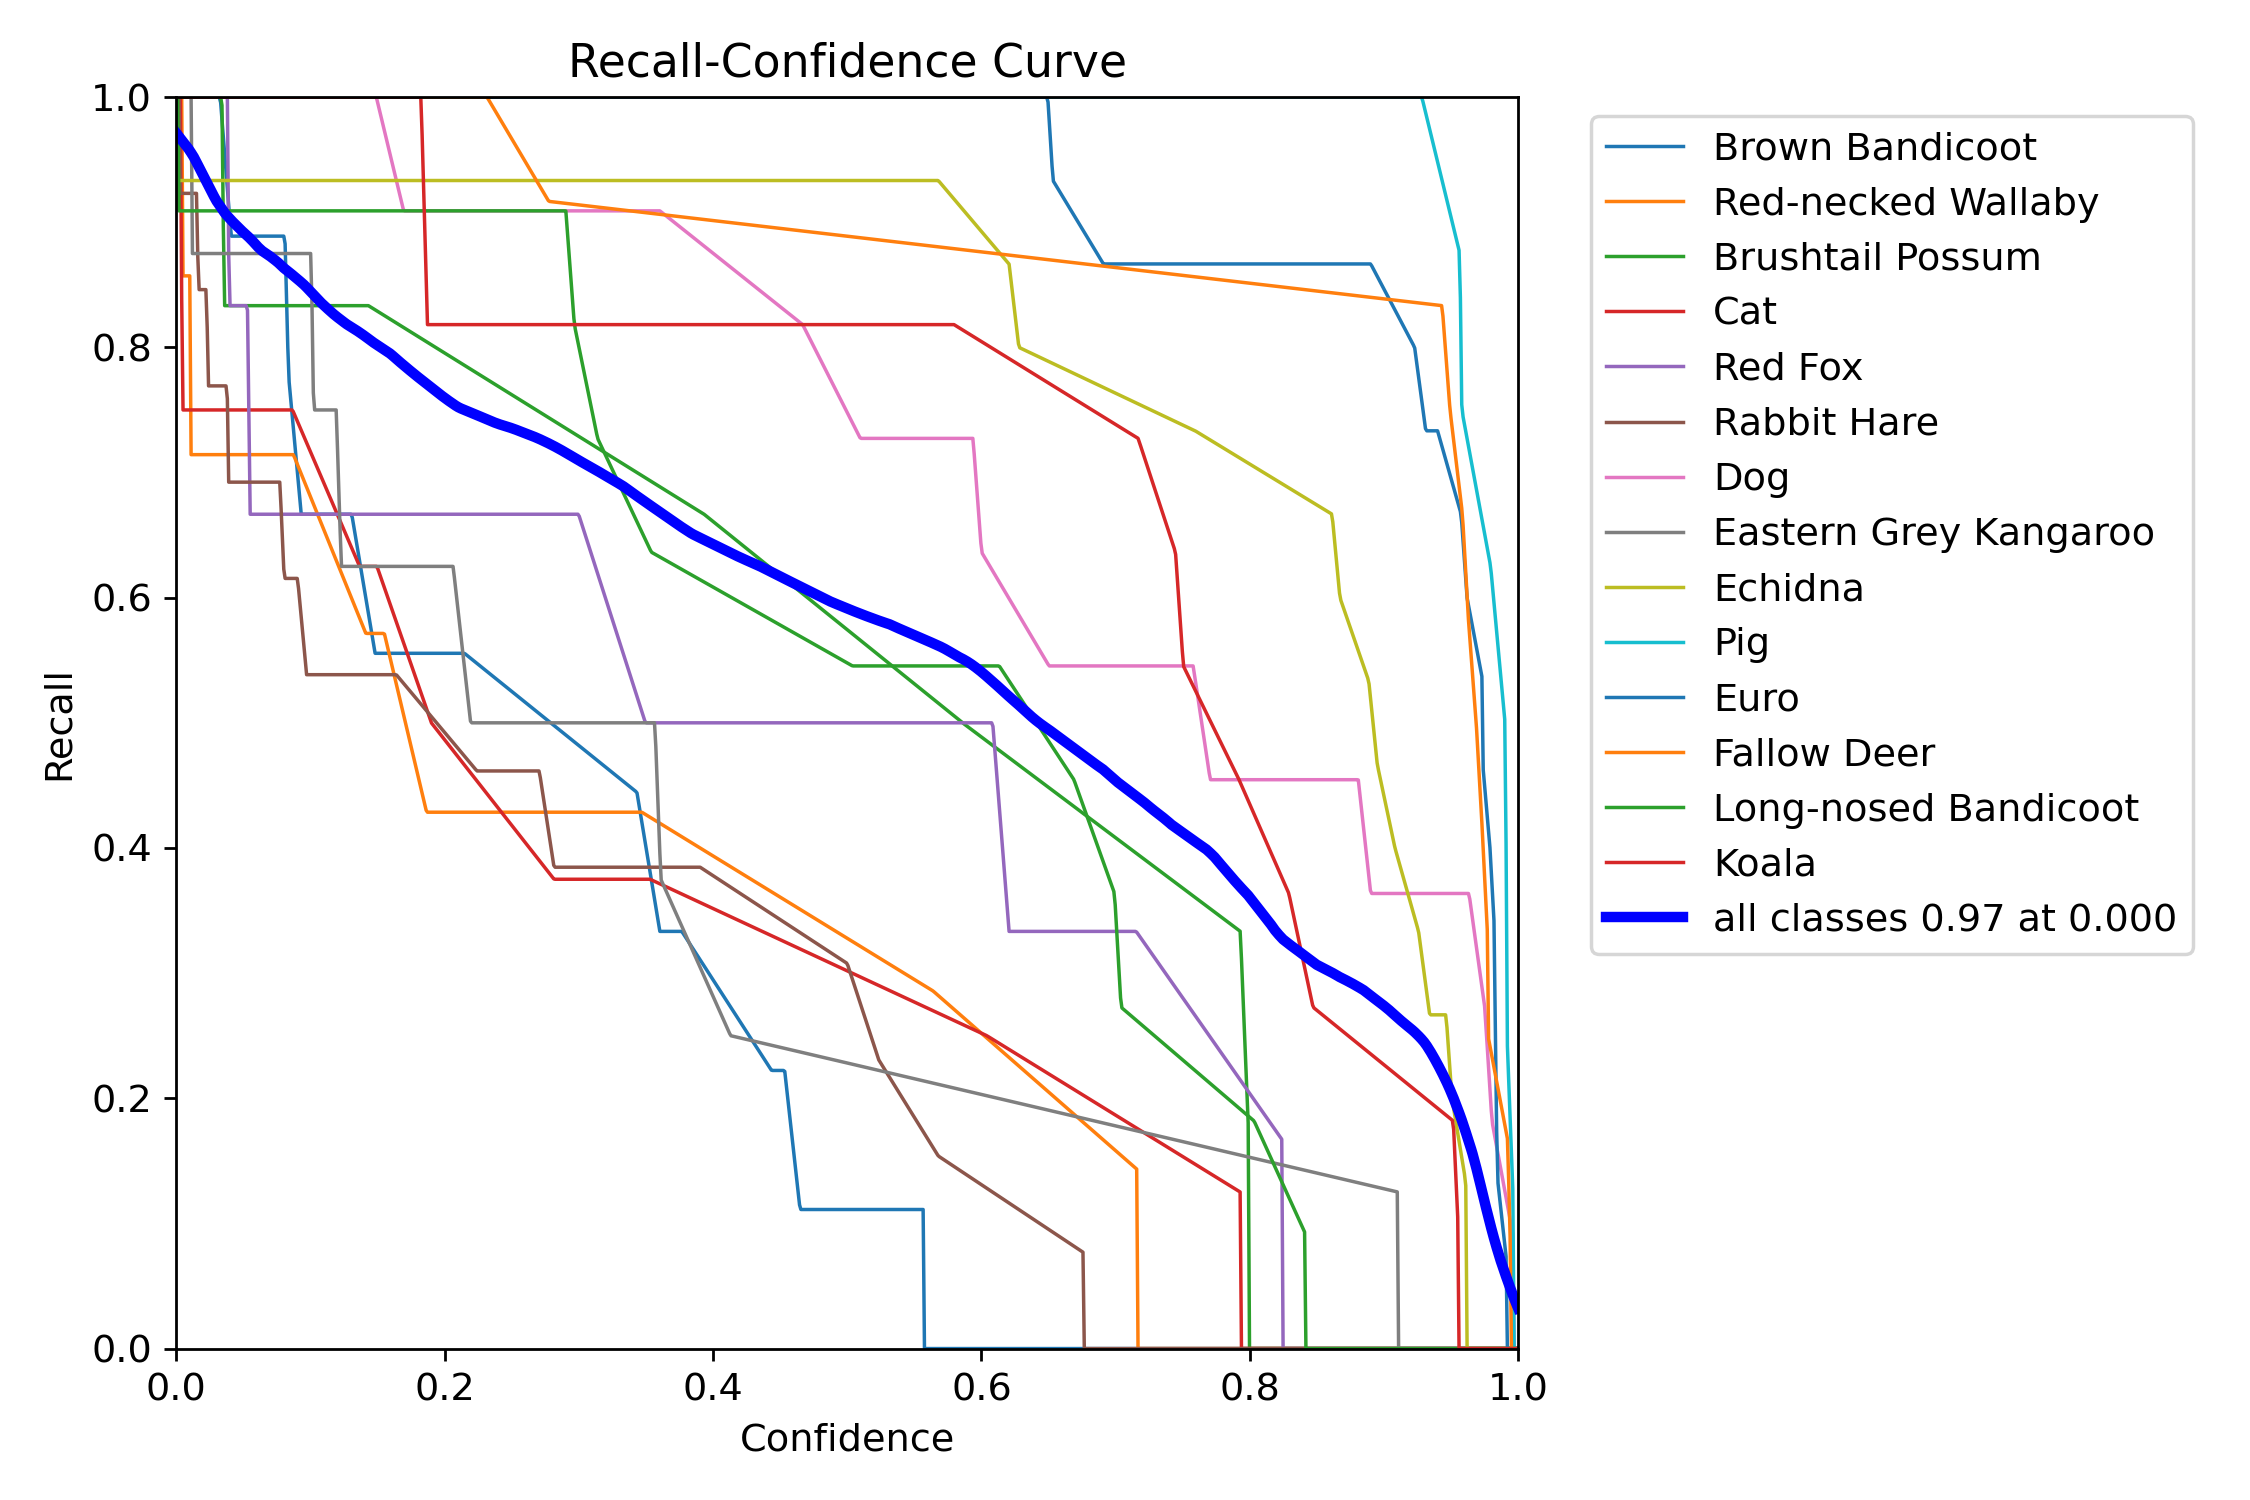 Recall-Confidence Curve
1.0
0.8
0.6
0.4
0.2
0.0
Recall
0.0 0.2 0.4 0.6 0.8 1.0
Confidence
Brown Bandicoot
Red-necked Wallaby
Brushtail Possum
Cat
Red Fox
Rabbit Hare
Dog
Eastern Grey Kangaroo
Echidna
Pig
Euro
Fallow Deer
Long-nosed Bandicoot
Koala
all classes 0.97 at 0.000